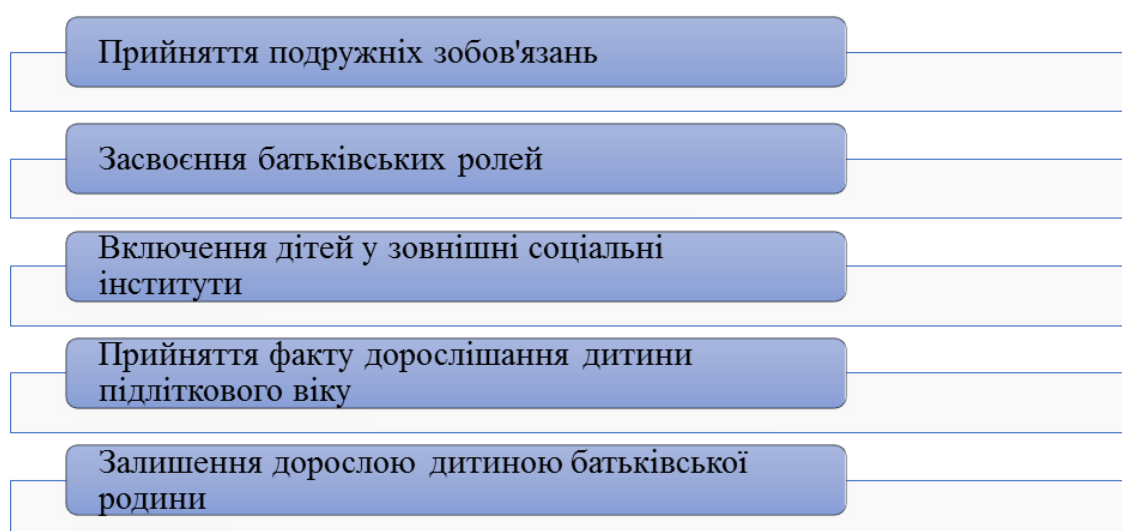 Прийняття подружніх зобов'язань
Засвоєння батьківських ролей
Включення дітей у зовнішні соціальні
інститути
Прийняття факту дорослішання дитини
підліткового віку
Залишення дорослою дитиною батьківської
родини